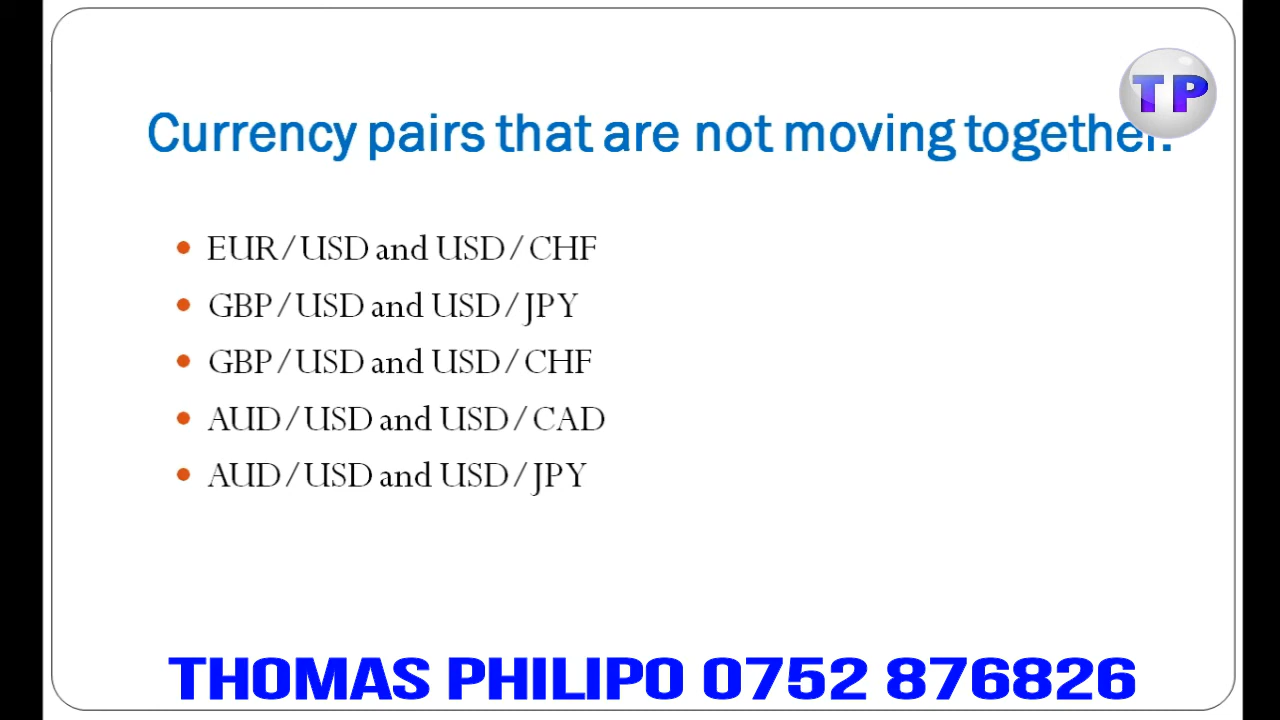 TP
Currency pairs that are not moving together.
EUR/USD and USD/CHF
GBP/USD and USD/JPY
GBP/USD and USD/CHF
AUD/USD and USD/CAD
AUD/USD and USD/JPY
THOMAS PHILIPO 0752 876826